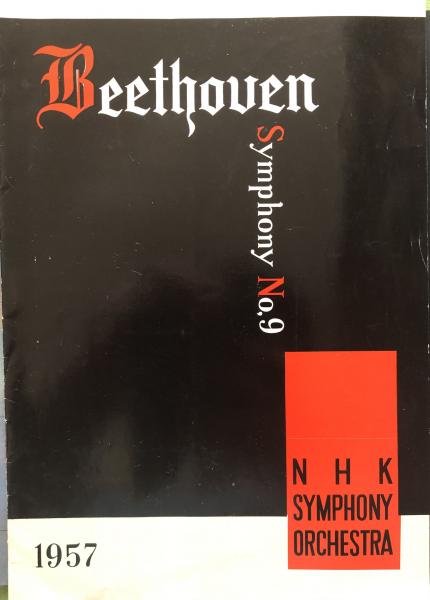 Beethoven
Symphony No.9
NHK
SYMPHONY
ORCHESTRA
1957